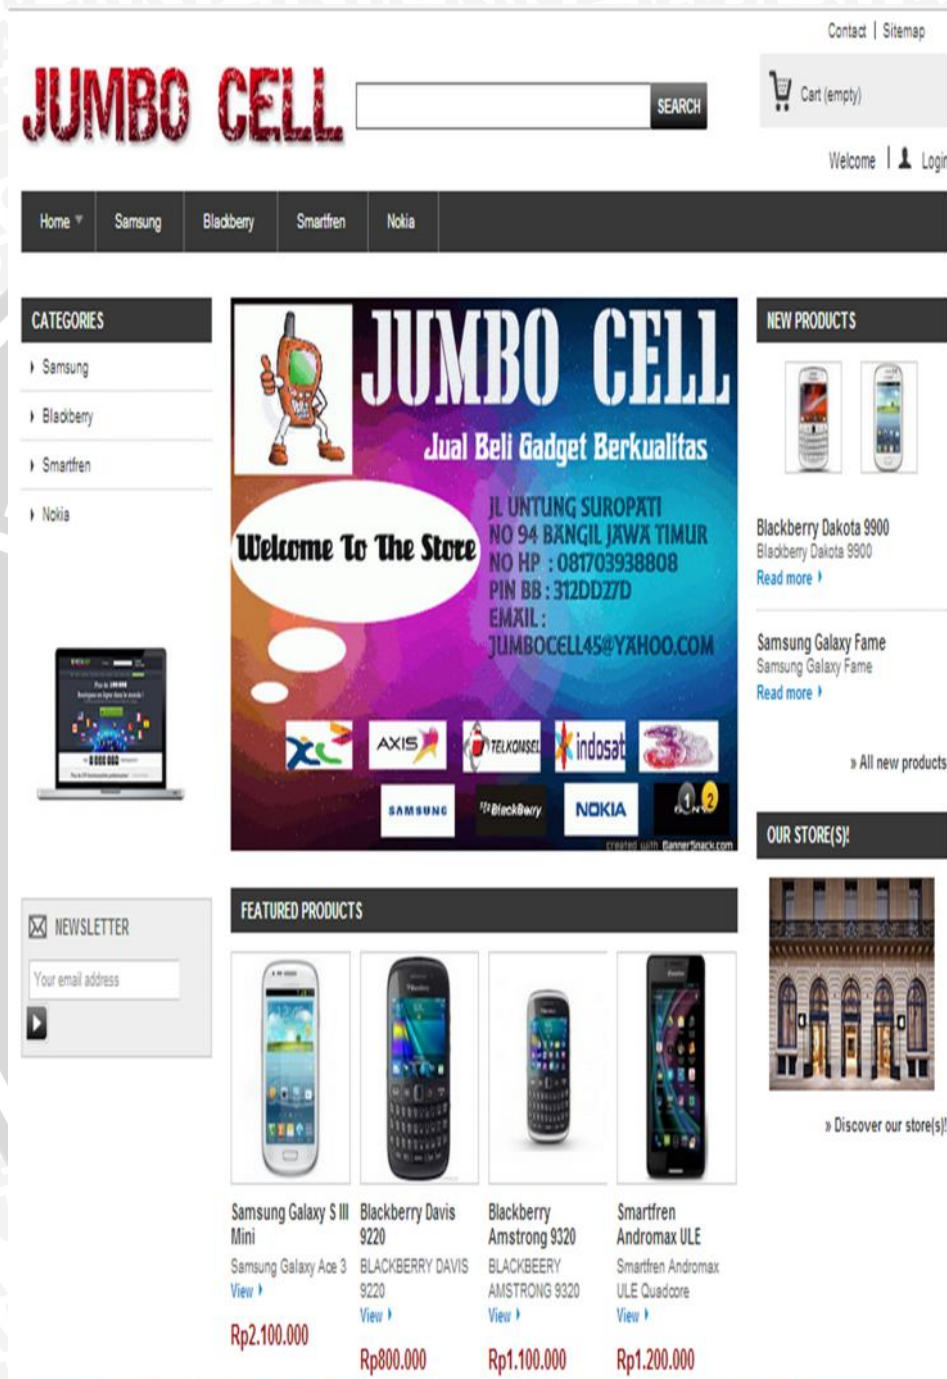 Contact | Sitemap
JUMBO CELL
SEARCH
Cart (empty)
Welcome | Login
Home
Samsung
Blackberry
Smartfren
Nokia
CATEGORIES
Samsung
Blackberry
Smartfren
Nokia
JUMBO CELL
Jual Beli Gadget Berkualitas
Welcome To The Store
JL UNTUNG SUROPATI
NO 94 BANGIL JAWA TIMUR
NO HP : 081703938808
PIN BB : 312DD27D
EMAIL :
JUMBOCELL45@YAHOO.COM
XL
AXIS
TELKOMSEL
indosat
3
SAMSUNG
BlackBerry
NOKIA
1 2
created with BannerSnack.com
NEW PRODUCTS
Blackberry Dakota 9900
Blackberry Dakota 9900
Read more
Samsung Galaxy Fame
Samsung Galaxy Fame
Read more
» All new products
OUR STORE(S)!
» Discover our store(s)!
NEWSLETTER
Your email address
FEATURED PRODUCTS
Samsung Galaxy S III
Mini
Samsung Galaxy Ace 3
View
Rp2.100.000
Blackberry Davis
9220
BLACKBERRY DAVIS
9220
View
Rp800.000
Blackberry
Amstrong 9320
BLACKBEERY
AMSTRONG 9320
View
Rp1.100.000
Smartfren
Andromax ULE
Smartfren Andromax
ULE Quadcore
View
Rp1.200.000